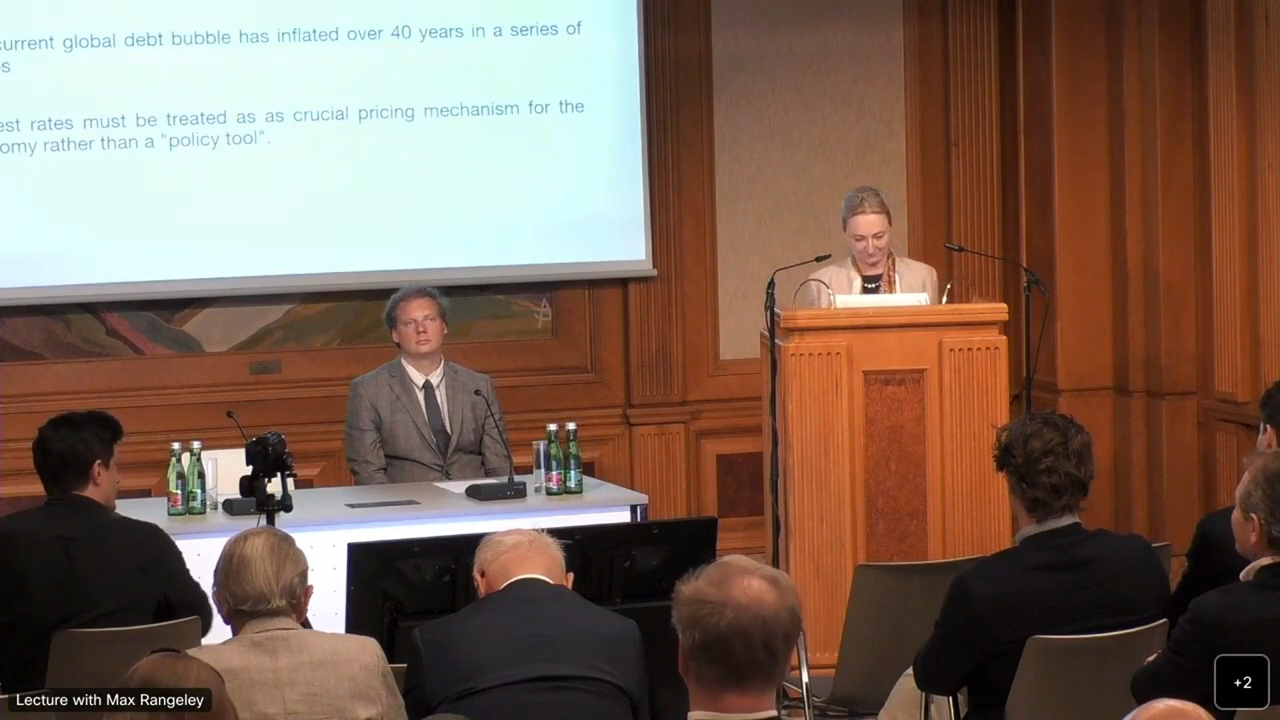 current global debt bubble has inflated over 40 years in a series of
s
est rates must be treated as as crucial pricing mechanism for the
omy rather than a "policy tool".
Lecture with Max Rangeley
+2